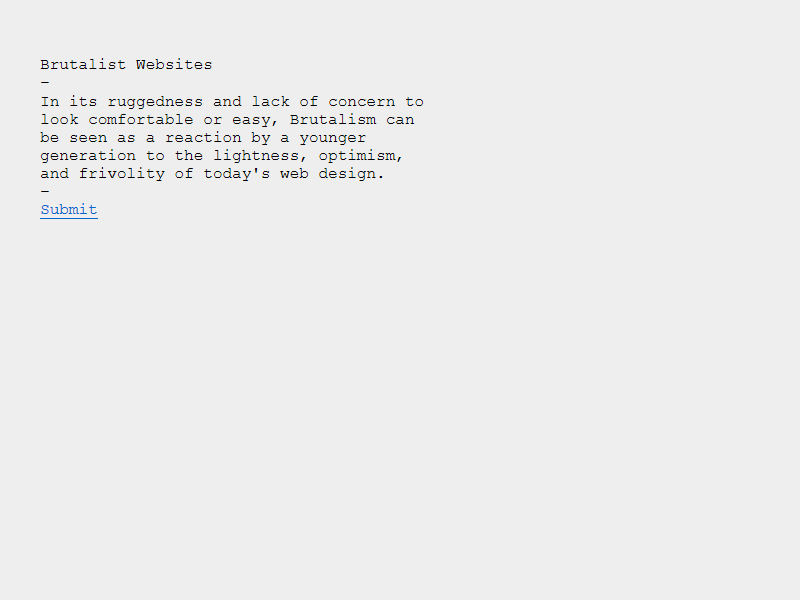 Brutalist Websites
–
In its ruggedness and lack of concern to
look comfortable or easy, Brutalism can
be seen as a reaction by a younger
generation to the lightness, optimism,
and frivolity of today's web design.
–
Submit